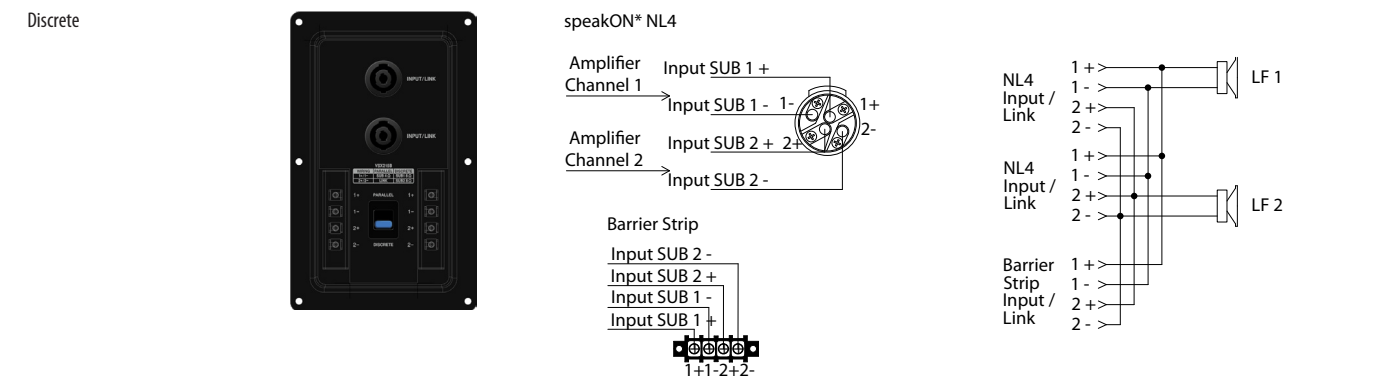 Discrete
INPUT/LINK
INPUT/LINK
1+ PARALLEL 1+
1- 1-
2+ 2+
2- DISCRETE 2-
speakON* NL4
Amplifier
Channel 1
Input SUB 1 +
Input SUB 1 - 1-
1+
2-
Amplifier
Channel 2
Input SUB 2 + 2+
Input SUB 2 -
Barrier Strip
Input SUB 2 -
Input SUB 2 +
Input SUB 1 -
Input SUB 1 +
1+1-2+2-
NL4
Input /
Link
1 +
1 -
2 +
2 -
LF 1
NL4
Input /
Link
1 +
1 -
2 +
2 -
LF 2
Barrier
Strip
Input /
Link
1 +
1 -
2 +
2 -